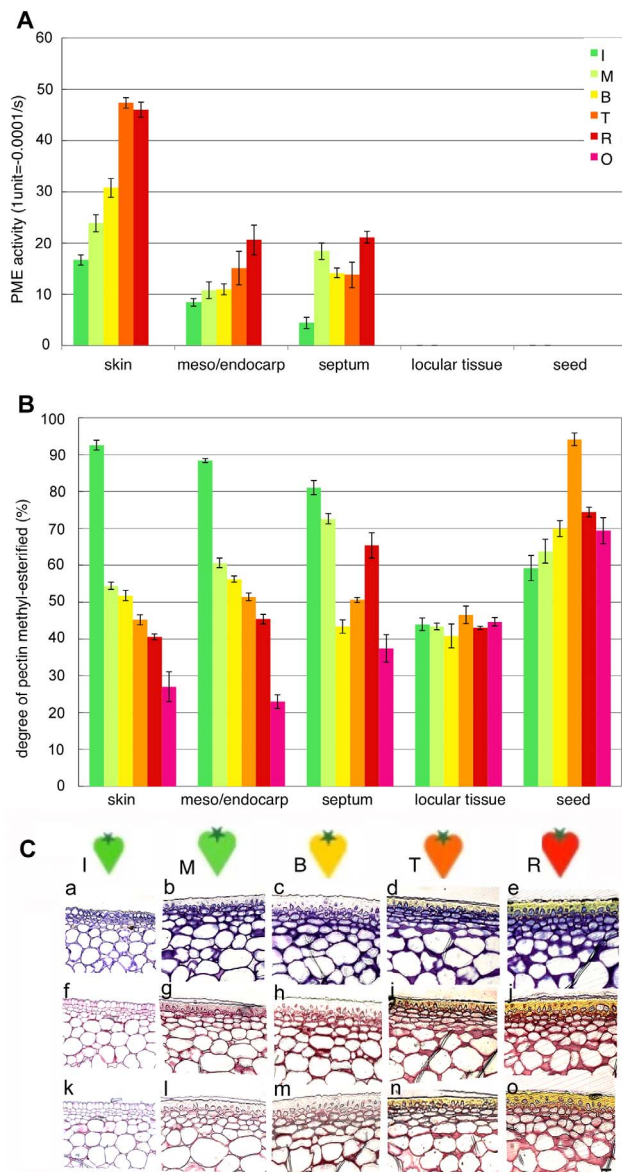 A
60
50
40
30
20
10
0
PME activity (1unit=-0.0001/s)
I
M
B
T
R
O
skin meso/endocarp septum locular tissue seed
B
100
90
80
70
60
50
40
30
20
10
0
degree of pectin methyl-esterified (%)
skin meso/endocarp septum locular tissue seed
C I M B T R
a b c d e
f g h i j
k l m n o